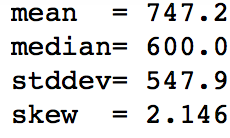 mean  = 747.2
median= 600.0
stddev= 547.9
skew  = 2.146